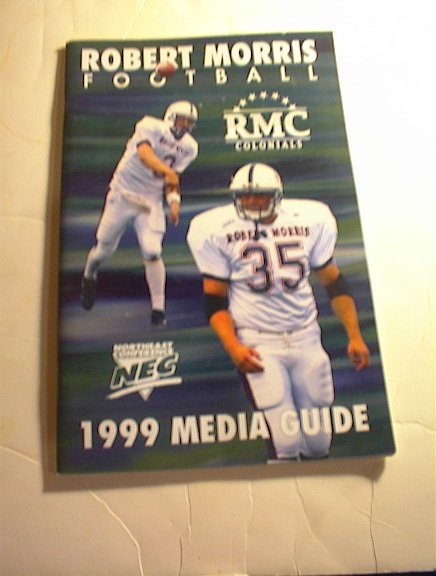 ROBERT MORRIS
FOOTBALL
RMC
COLONIALS
ROBERT MORRIS
35
NORTHEAST
CONFERENCE
NEC
1999 MEDIA GUIDE